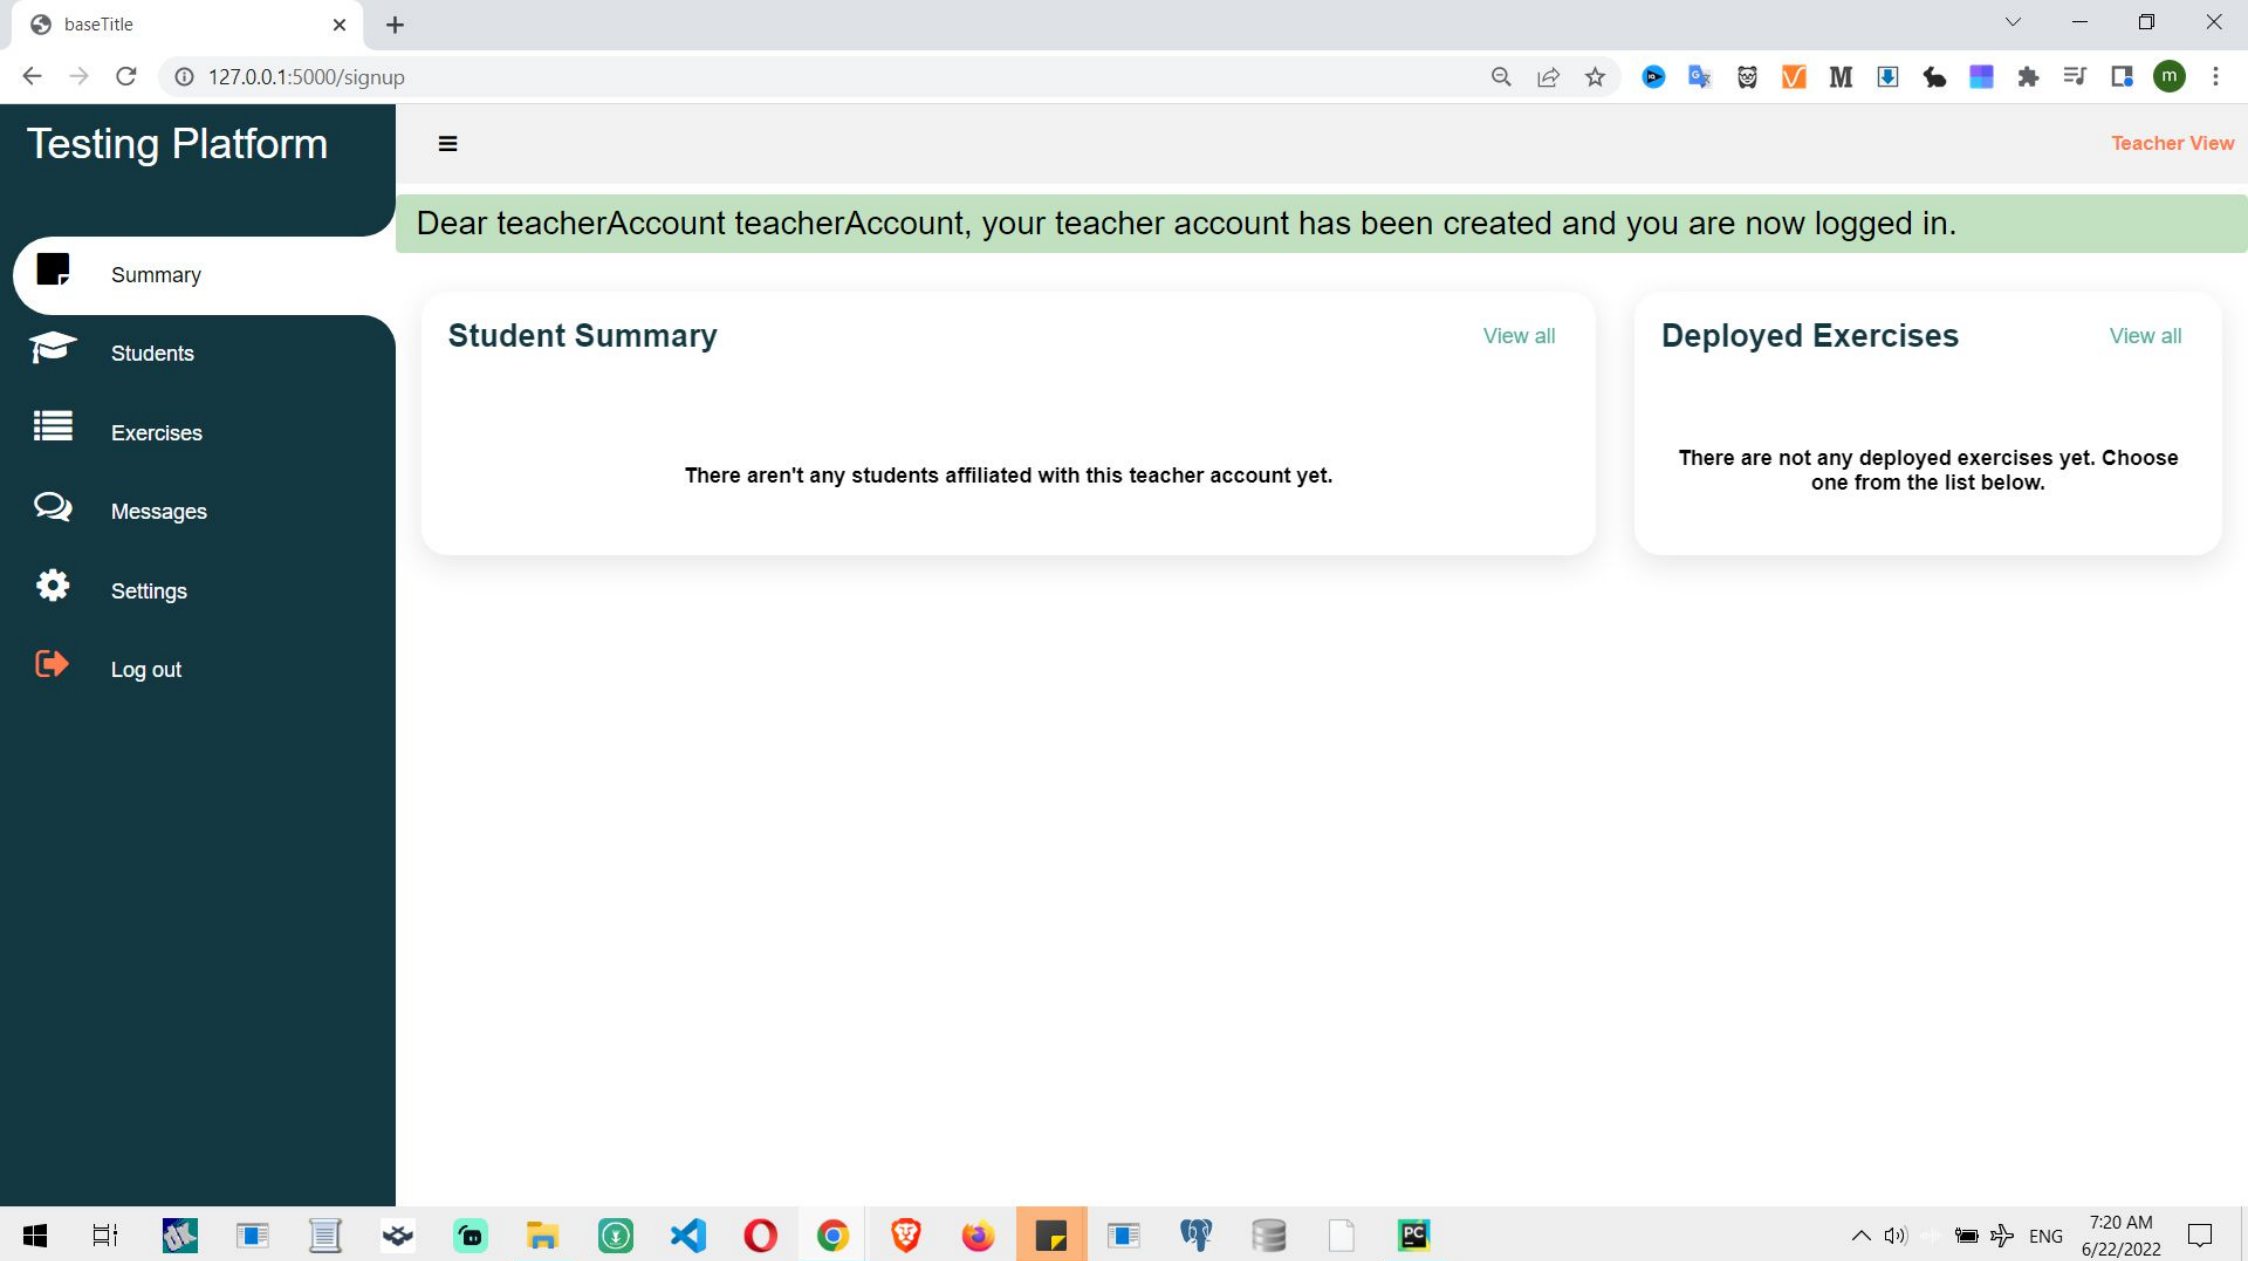 baseTitle
127.0.0.1:5000/signup
m
Testing Platform
Teacher View
Dear teacherAccount teacherAccount, your teacher account has been created and you are now logged in.
Summary
Students
Exercises
Messages
Settings
Log out
Student Summary
View all
There aren't any students affiliated with this teacher account yet.
Deployed Exercises
View all
There are not any deployed exercises yet. Choose
one from the list below.
PC
ENG
7:20 AM
6/22/2022